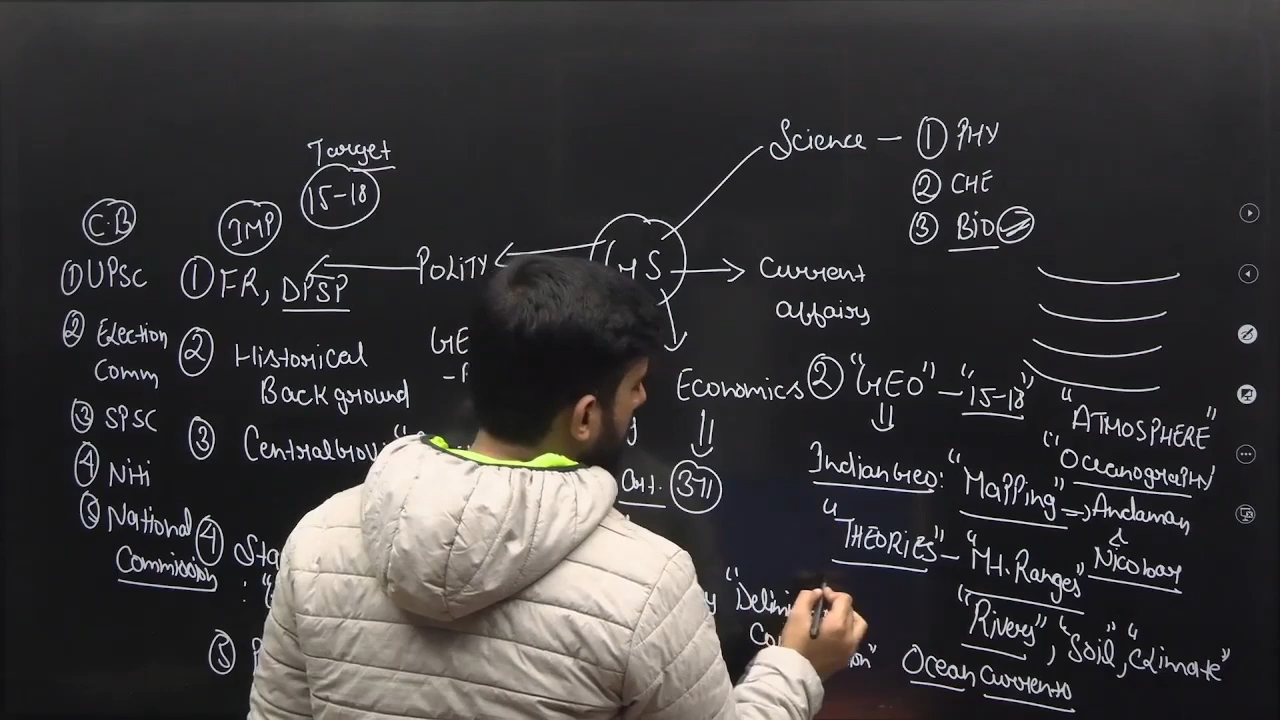 Target
15-18
C.B
IMP
① UPSC
② Election
Comm
③ SPSC
④ Niti
⑤ National
Commission
① FR, DPSP
② Historical
Background
③
④
⑤
POLITY
GS
Science — ① PHY
② CHE
③ BIO
Current
affairs
Economics
Art. 371
② "GEO" — "15-18"
Indian Geo: "Mapping" → Andaman
& Nicobar
"THEORIES" — "Mt. Ranges"
"Rivers", "Soil", "Climate"
Ocean Currents
"ATMOSPHERE"
"Oceanography"